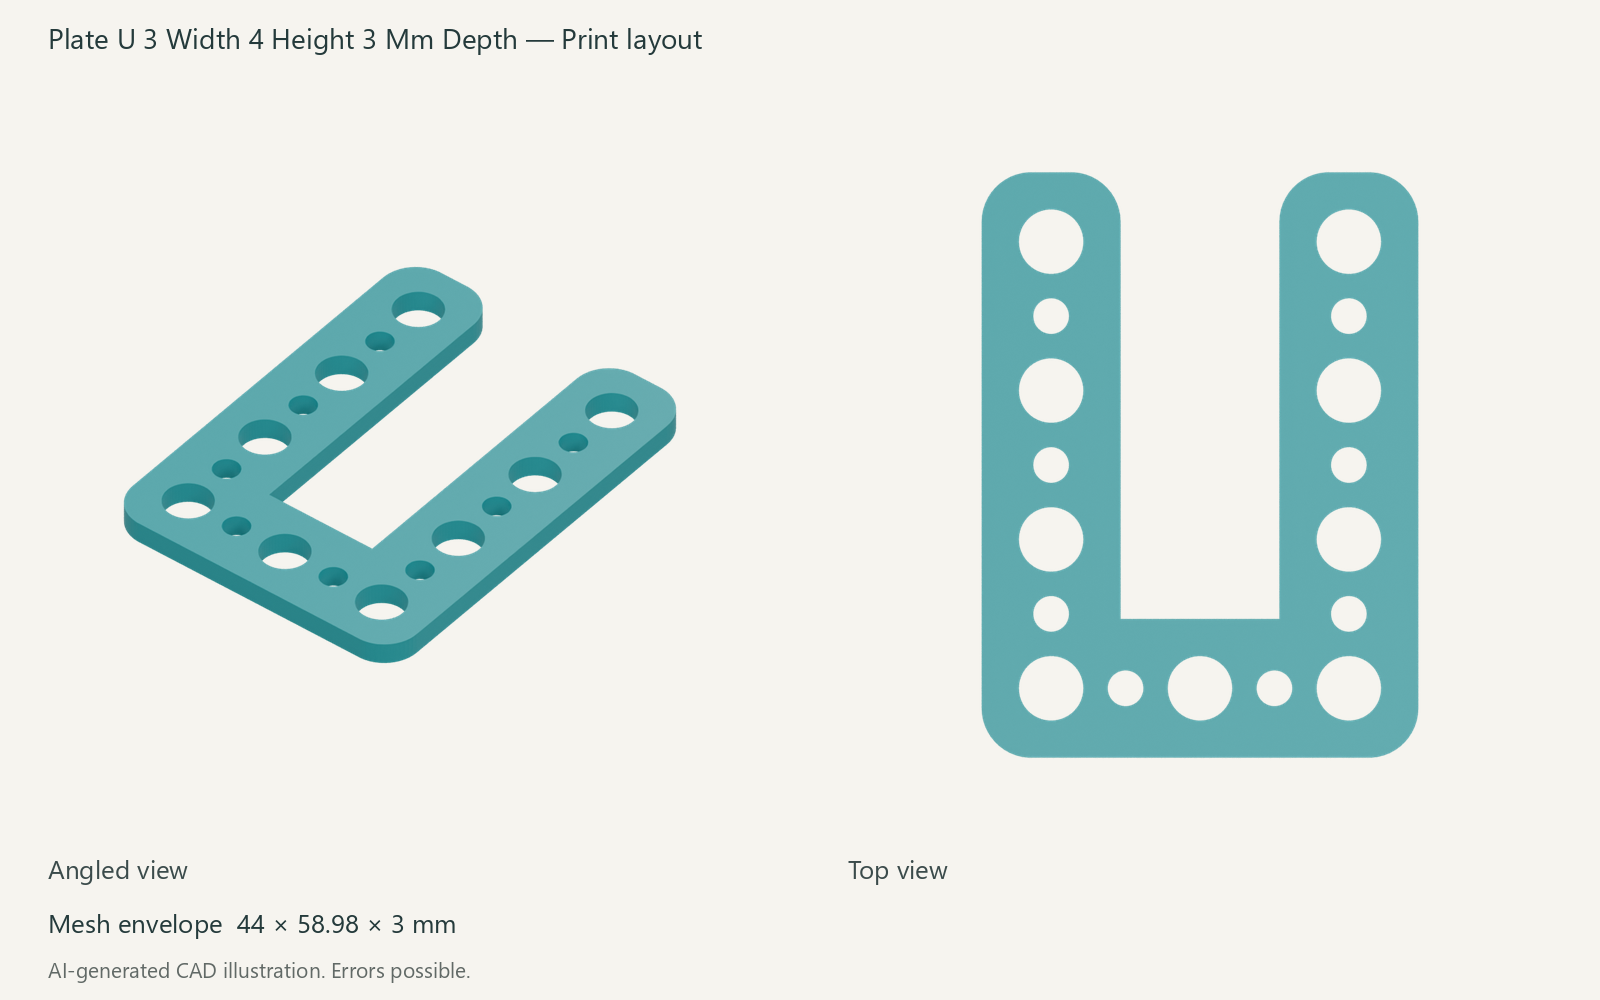 Plate U 3 Width 4 Height 3 Mm Depth — Print layout
Angled view
Top view
Mesh envelope 44 × 58.98 × 3 mm
AI-generated CAD illustration. Errors possible.